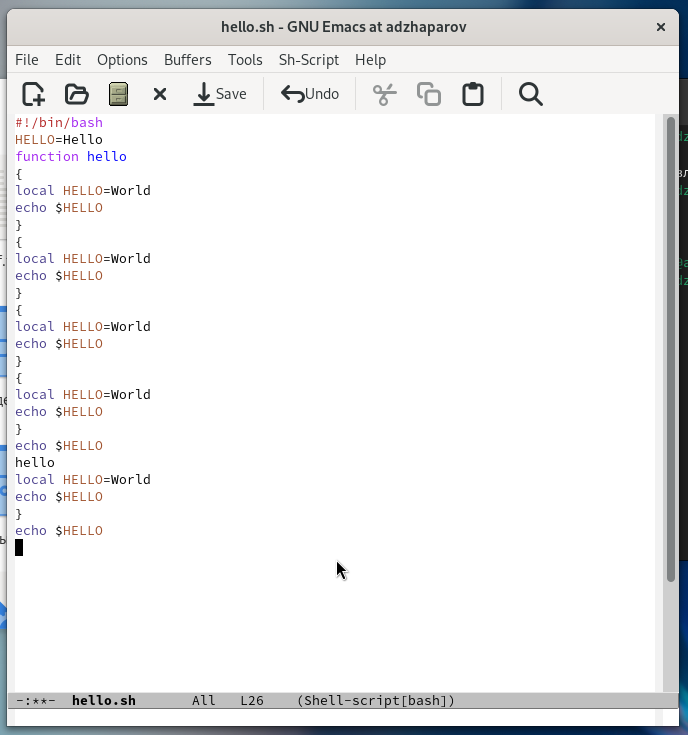 hello.sh - GNU Emacs at adzhaparov
File Edit Options Buffers Tools Sh-Script Help
Save Undo
#!/bin/bash
HELLO=Hello
function hello
{
local HELLO=World
echo $HELLO
}
{
local HELLO=World
echo $HELLO
}
{
local HELLO=World
echo $HELLO
}
{
local HELLO=World
echo $HELLO
}
echo $HELLO
hello
local HELLO=World
echo $HELLO
}
echo $HELLO
-:**- hello.sh All L26 (Shell-script[bash])